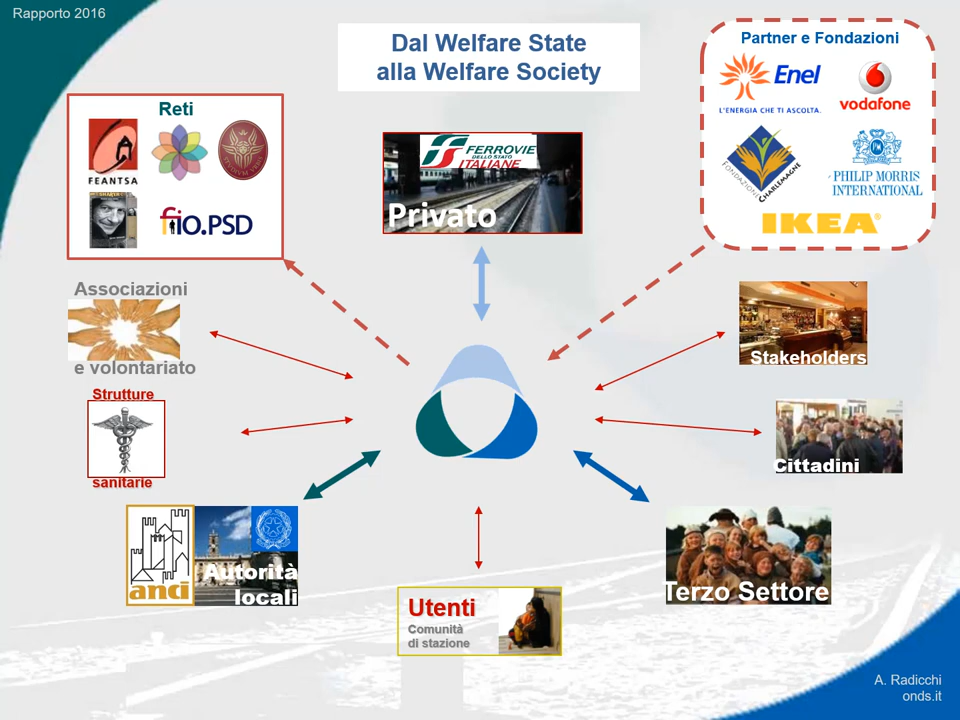 Rapporto 2016
Dal Welfare State
alla Welfare Society
Partner e Fondazioni
Enel
L'ENERGIA CHE TI ASCOLTA.
vodafone
FONDAZIONE
CHARLEMAGNE
PHILIP MORRIS
INTERNATIONAL
IKEA
Reti
FEANTSA
fio.PSD
FERROVIE
DELLO STATO
ITALIANE
Privato
Associazioni
e volontariato
Stakeholders
Strutture
sanitarie
Cittadini
anci
Autorità
locali
Terzo Settore
Utenti
Comunità
di stazione
A. Radicchi
onds.it